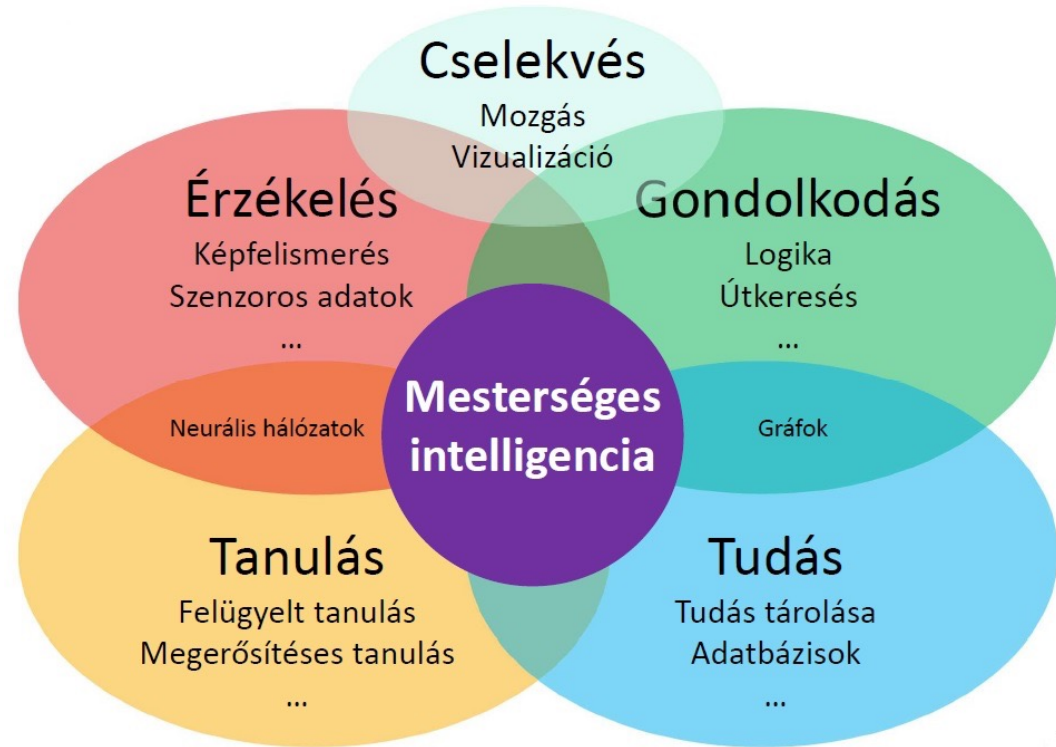 Cselekvés
Mozgás
Vizualizáció
Érzékelés
Képfelismerés
Szenzoros adatok
...
Gondolkodás
Logika
Útkeresés
...
Neurális hálózatok
Mesterséges
intelligencia
Gráfok
Tanulás
Felügyelt tanulás
Megerősítéses tanulás
...
Tudás
Tudás tárolása
Adatbázisok
...